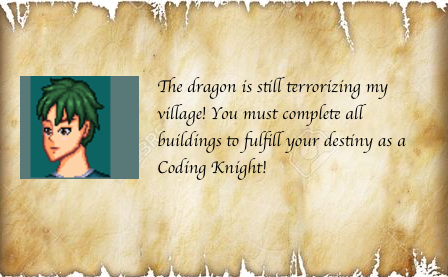 The dragon is still terrorizing my
village! You must complete all
buildings to fulfill your destiny as a
Coding Knight!